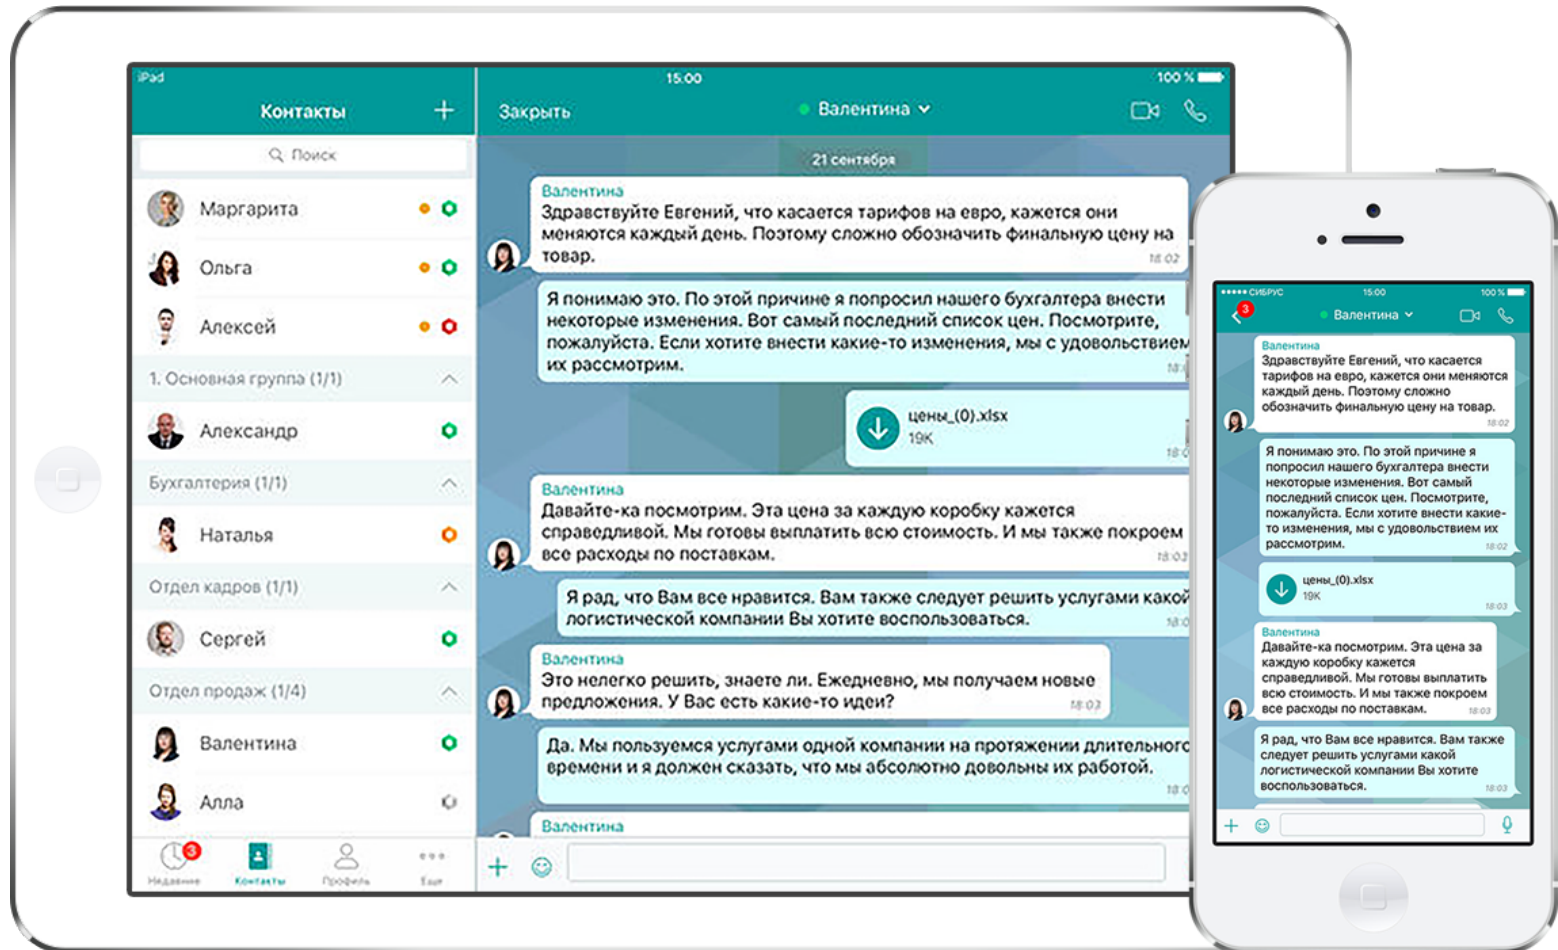 iPad
15:00
100 %
Контакты
Поиск
Маргарита
Ольга
Алексей
1. Основная группа (1/1)
Александр
Бухгалтерия (1/1)
Наталья
Отдел кадров (1/1)
Сергей
Отдел продаж (1/4)
Валентина
Алла
3
Недавние
Контакты
Профиль
Еще
Закрыть
Валентина
21 сентября
Валентина
Здравствуйте Евгений, что касается тарифов на евро, кажется они
меняются каждый день. Поэтому сложно обозначить финальную цену на
товар.
18:02
Я понимаю это. По этой причине я попросил нашего бухгалтера внести
некоторые изменения. Вот самый последний список цен. Посмотрите,
пожалуйста. Если хотите внести какие-то изменения, мы с удовольствием
их рассмотрим.
цены_(0).xlsx
19K
Валентина
Давайте-ка посмотрим. Эта цена за каждую коробку кажется
справедливой. Мы готовы выплатить всю стоимость. И мы также покроем
все расходы по поставкам.
18:03
Я рад, что Вам все нравится. Вам также следует решить услугами какой
логистической компании Вы хотите воспользоваться.
Валентина
Это нелегко решить, знаете ли. Ежедневно, мы получаем новые
предложения. У Вас есть какие-то идеи?
18:03
Да. Мы пользуемся услугами одной компании на протяжении длительного
времени и я должен сказать, что мы абсолютно довольны их работой.
Валентина
СИБРУС
15:00
100 %
3
Валентина
Валентина
Здравствуйте Евгений, что касается
тарифов на евро, кажется они меняются
каждый день. Поэтому сложно
обозначить финальную цену на товар.
18:02
Я понимаю это. По этой причине я
попросил нашего бухгалтера внести
некоторые изменения. Вот самый
последний список цен. Посмотрите,
пожалуйста. Если хотите внести какие-
то изменения, мы с удовольствием их
рассмотрим.
18:02
цены_(0).xlsx
19K
18:03
Валентина
Давайте-ка посмотрим. Эта цена за
каждую коробку кажется
справедливой. Мы готовы выплатить
всю стоимость. И мы также покроем
все расходы по поставкам.
18:03
Я рад, что Вам все нравится. Вам также
следует решить услугами какой
логистической компании Вы хотите
воспользоваться.
18:03